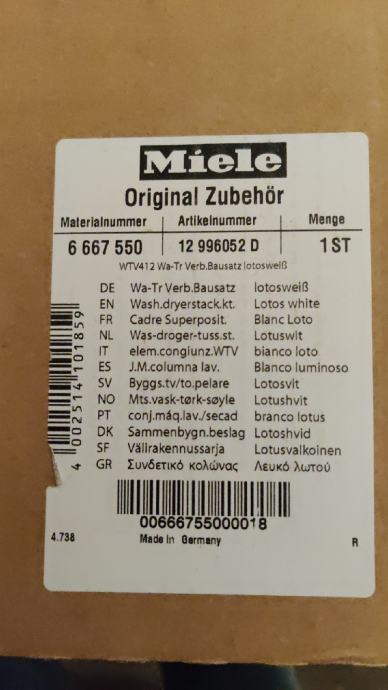 Miele
Original Zubehör
Materialnummer Artikelnummer Menge
6 667 550 12 996052 D 1 ST
WTV412 Wa-Tr Verb.Bausatz lotosweiß
DE Wa-Tr Verb.Bausatz lotosweiß
EN Wash.dryerstack.kt. Lotos white
FR Cadre Superposit. Blanc Loto
NL Was-droger-tuss.st. Lotuswit
IT elem.congiunz.WTV bianco loto
ES J.M.columna lav. Blanco luminoso
SV Byggs.tv/to.pelare Lotosvit
NO Mts.vask-tørk-søyle Lotushvit
PT conj.máq.lav./secad branco lotus
DK Sammenbygn.beslag Lotoshvid
SF Välirakennussarja Lotusvalkoinen
GR Συνδετικό κολώνας Λευκό λωτού
4 002514 101859
00666755000018
4.738 Made In Germany R